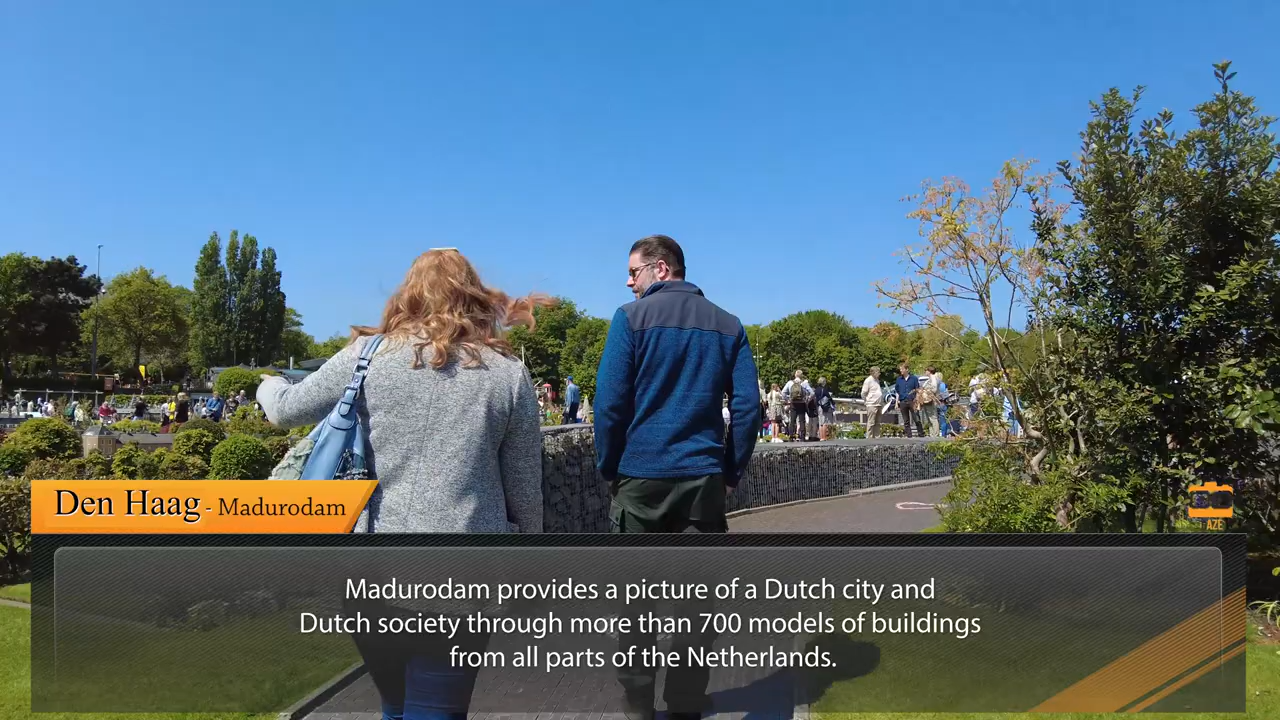 Den Haag - Madurodam
Madurodam provides a picture of a Dutch city and
Dutch society through more than 700 models of buildings
from all parts of the Netherlands.
AZE